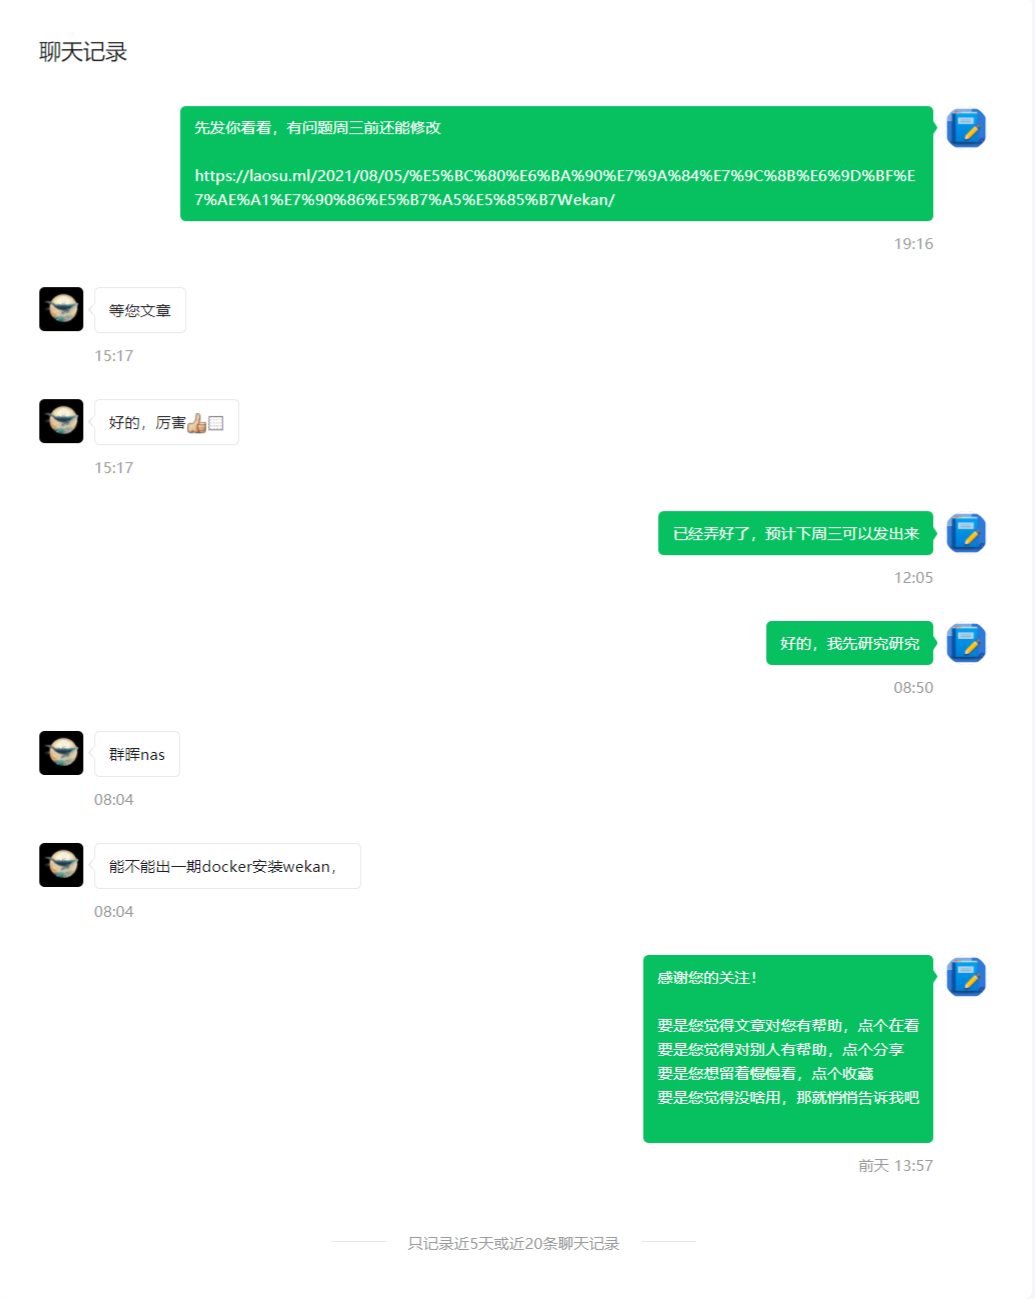 聊天记录
先发你看看，有问题周三前还能修改
https://laosu.ml/2021/08/05/%E5%BC%80%E6%BA%90%E7%9A%84%E7%9C%8B%E6%9D%BF%E
7%AE%A1%E7%90%86%E5%B7%A5%E5%85%B7Wekan/
19:16
等您文章
15:17
好的，厉害👍🏻
15:17
已经弄好了，预计下周三可以发出来
12:05
好的，我先研究研究
08:50
群晖nas
08:04
能不能出一期docker安装wekan，
08:04
感谢您的关注！
要是您觉得文章对您有帮助，点个在看
要是您觉得对别人有帮助，点个分享
要是您想留着慢慢看，点个收藏
要是您觉得没啥用，那就悄悄告诉我吧
前天 13:57
只记录近5天或近20条聊天记录